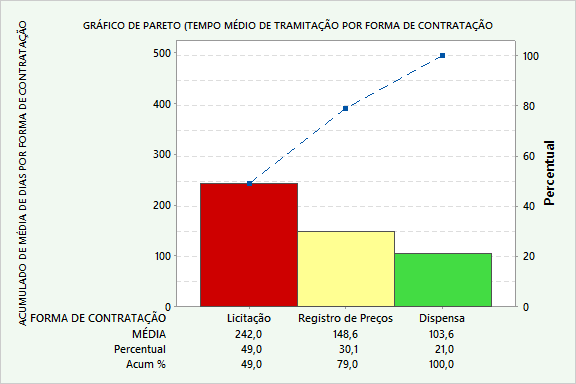 GRÁFICO DE PARETO (TEMPO MÉDIO DE TRAMITAÇÃO POR FORMA DE CONTRATAÇÃO
ACUMULADO DE MÉDIA DE DIAS POR FORMA DE CONTRATAÇÃO
500
400
300
200
100
0
100
80
60
40
20
0
Percentual
FORMA DE CONTRATAÇÃO Licitação Registro de Preços Dispensa
MÉDIA 242,0 148,6 103,6
Percentual 49,0 30,1 21,0
Acum % 49,0 79,0 100,0